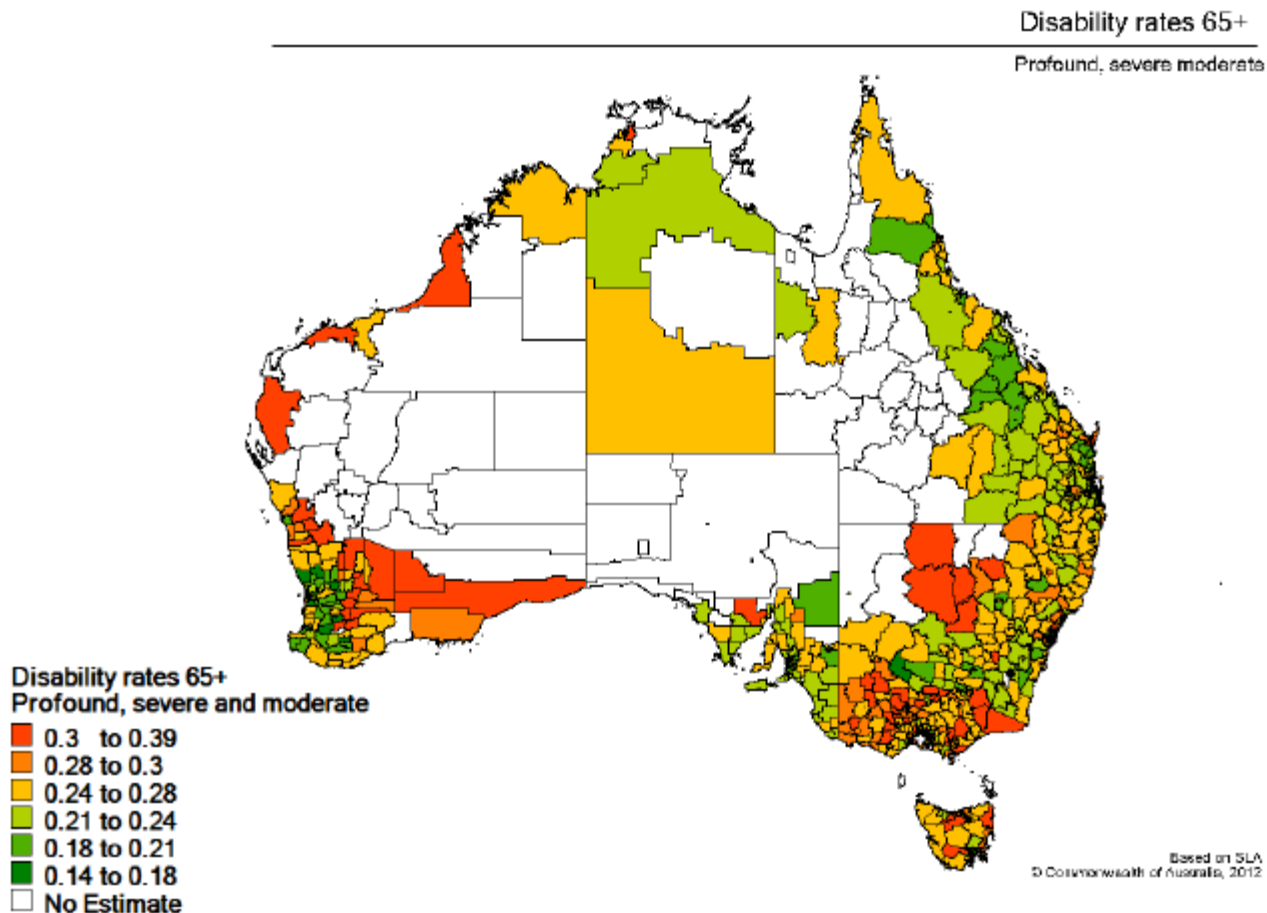 Disability rates 65+
Profound, severe moderate
Disability rates 65+
Profound, severe and moderate
0.3 to 0.39
0.28 to 0.3
0.24 to 0.28
0.21 to 0.24
0.18 to 0.21
0.14 to 0.18
No Estimate
Based on SLA
© Commonwealth of Australia, 2012